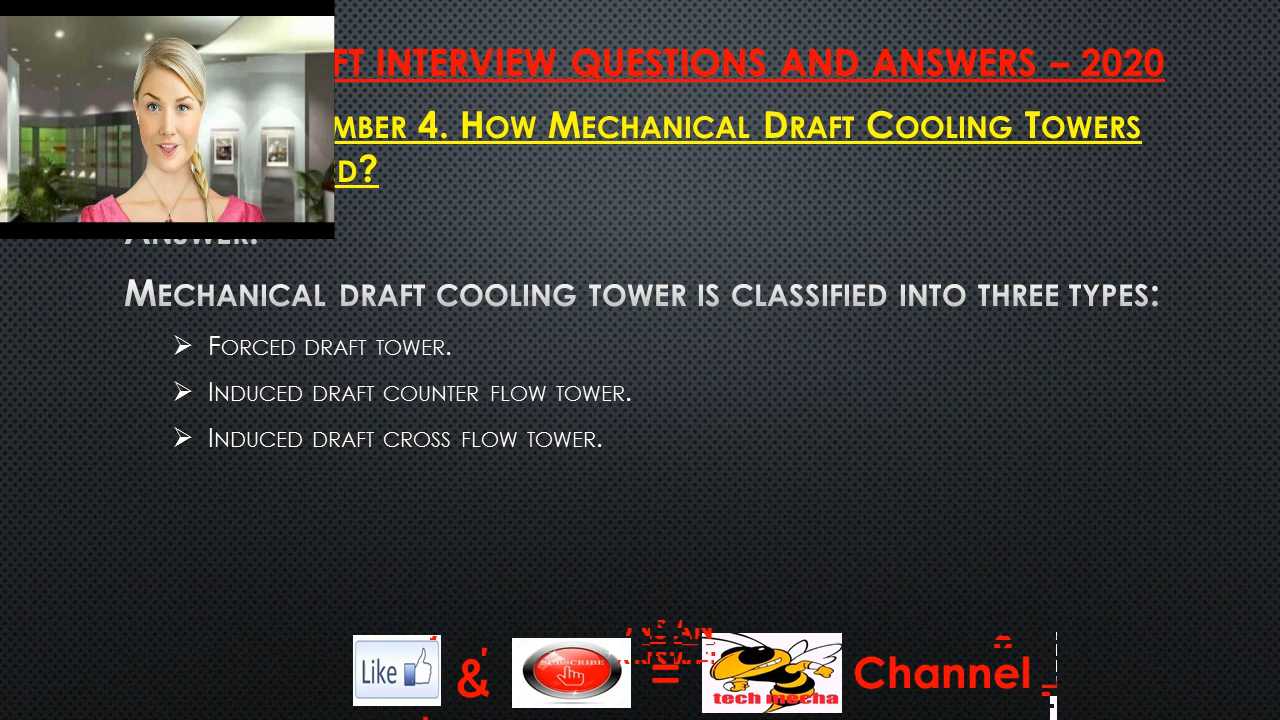 FT INTERVIEW QUESTIONS AND ANSWERS – 2020
MBER 4. HOW MECHANICAL DRAFT COOLING TOWERS
D?
ANSWER:
MECHANICAL DRAFT COOLING TOWER IS CLASSIFIED INTO THREE TYPES:
FORCED DRAFT TOWER.
INDUCED DRAFT COUNTER FLOW TOWER.
INDUCED DRAFT CROSS FLOW TOWER.
Like & SUBSCRIBE = tech mecha Channel